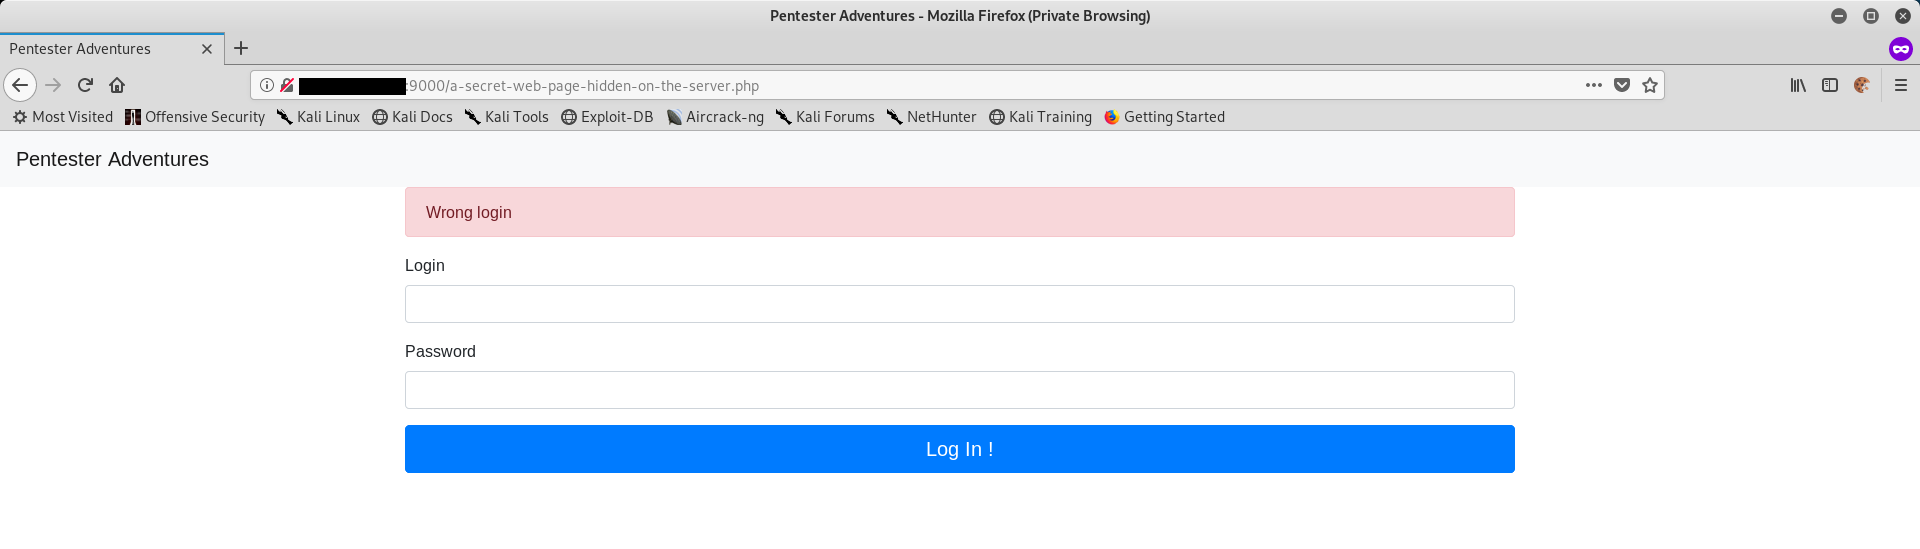 Pentester Adventures - Mozilla Firefox (Private Browsing)
Pentester Adventures
:9000/a-secret-web-page-hidden-on-the-server.php
Most Visited Offensive Security Kali Linux Kali Docs Kali Tools Exploit-DB Aircrack-ng Kali Forums NetHunter Kali Training Getting Started
Pentester Adventures
Wrong login
Login
Password
Log In !